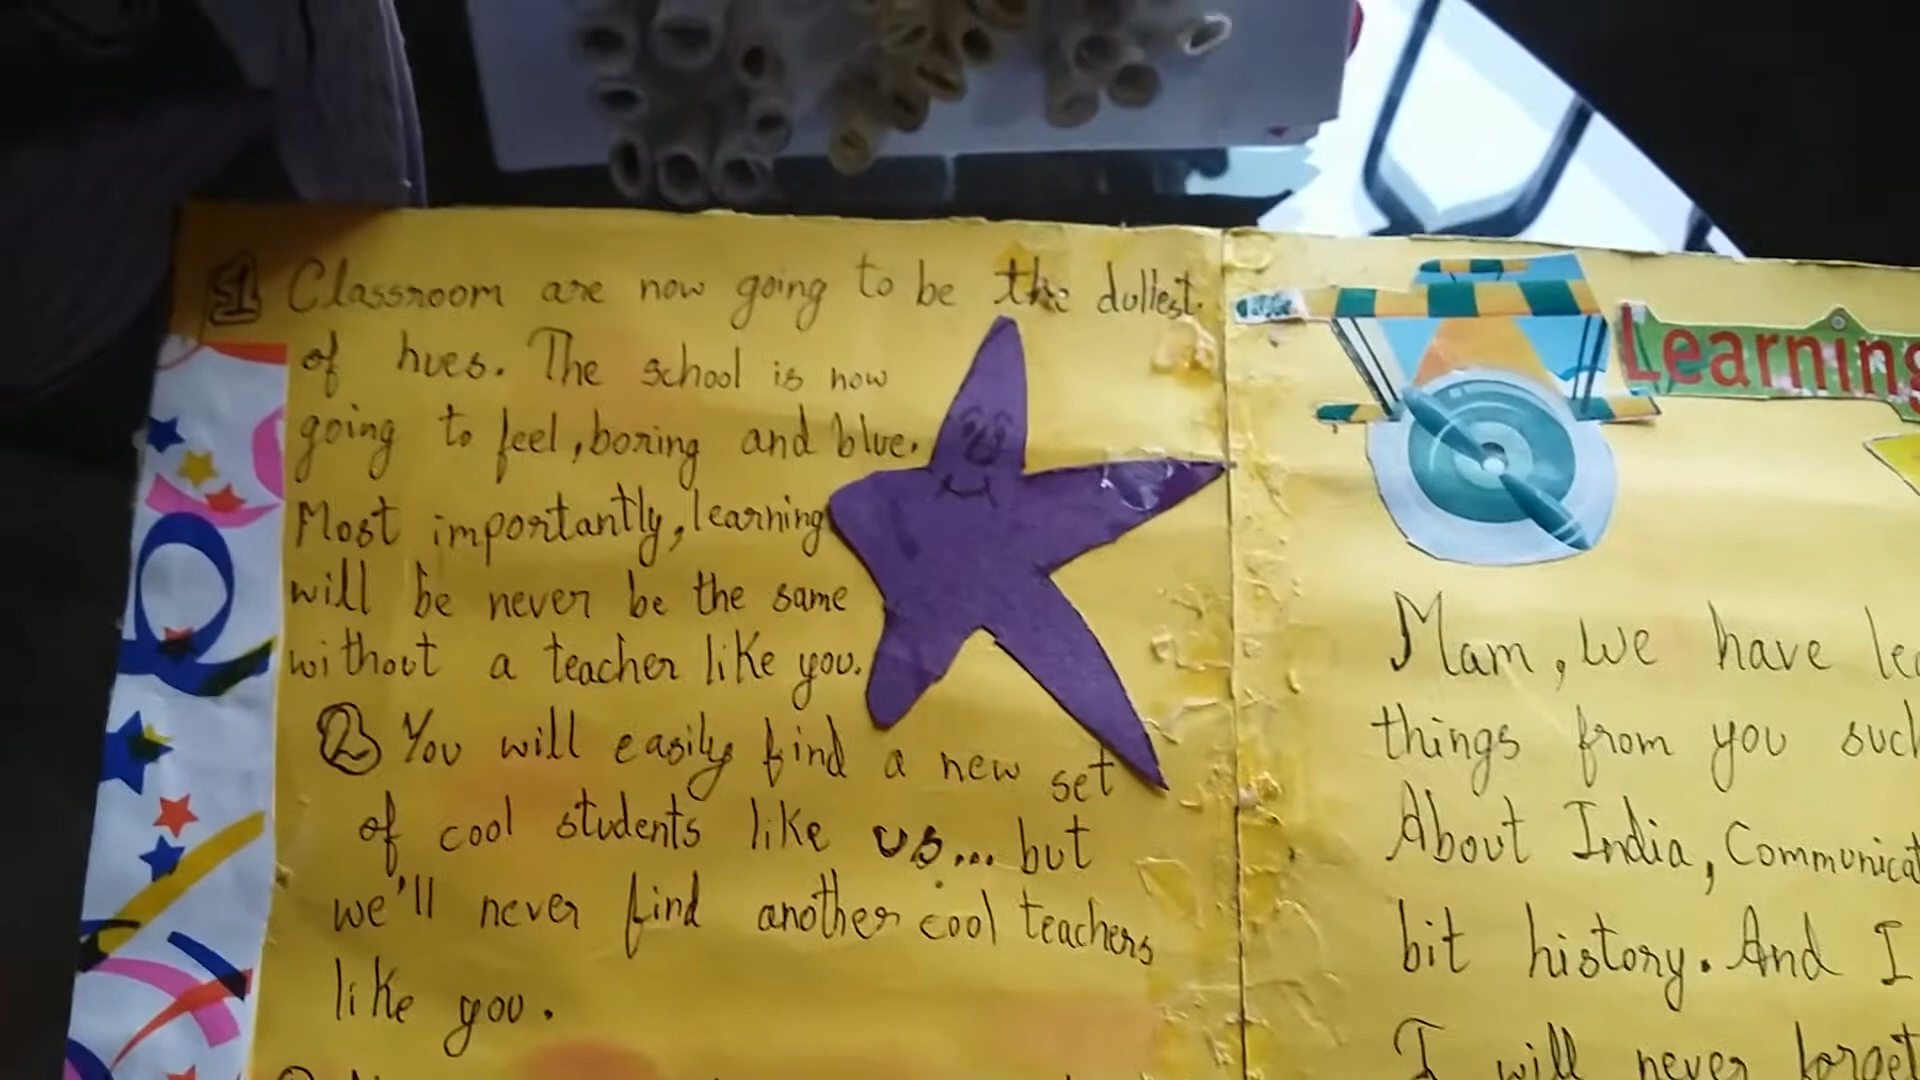 1 Classroom are now going to be the dullest.
of hues. The school is now
going to feel, boring and blue.
Most importantly, learning
will be never be the same
without a teacher like you.
2 You will easily find a new set
of cool students like us... but
we'll never find another cool teachers
like you.
Learning
Mam, we have
things from you such
About India, Communicat
bit history. And I
I will never forget